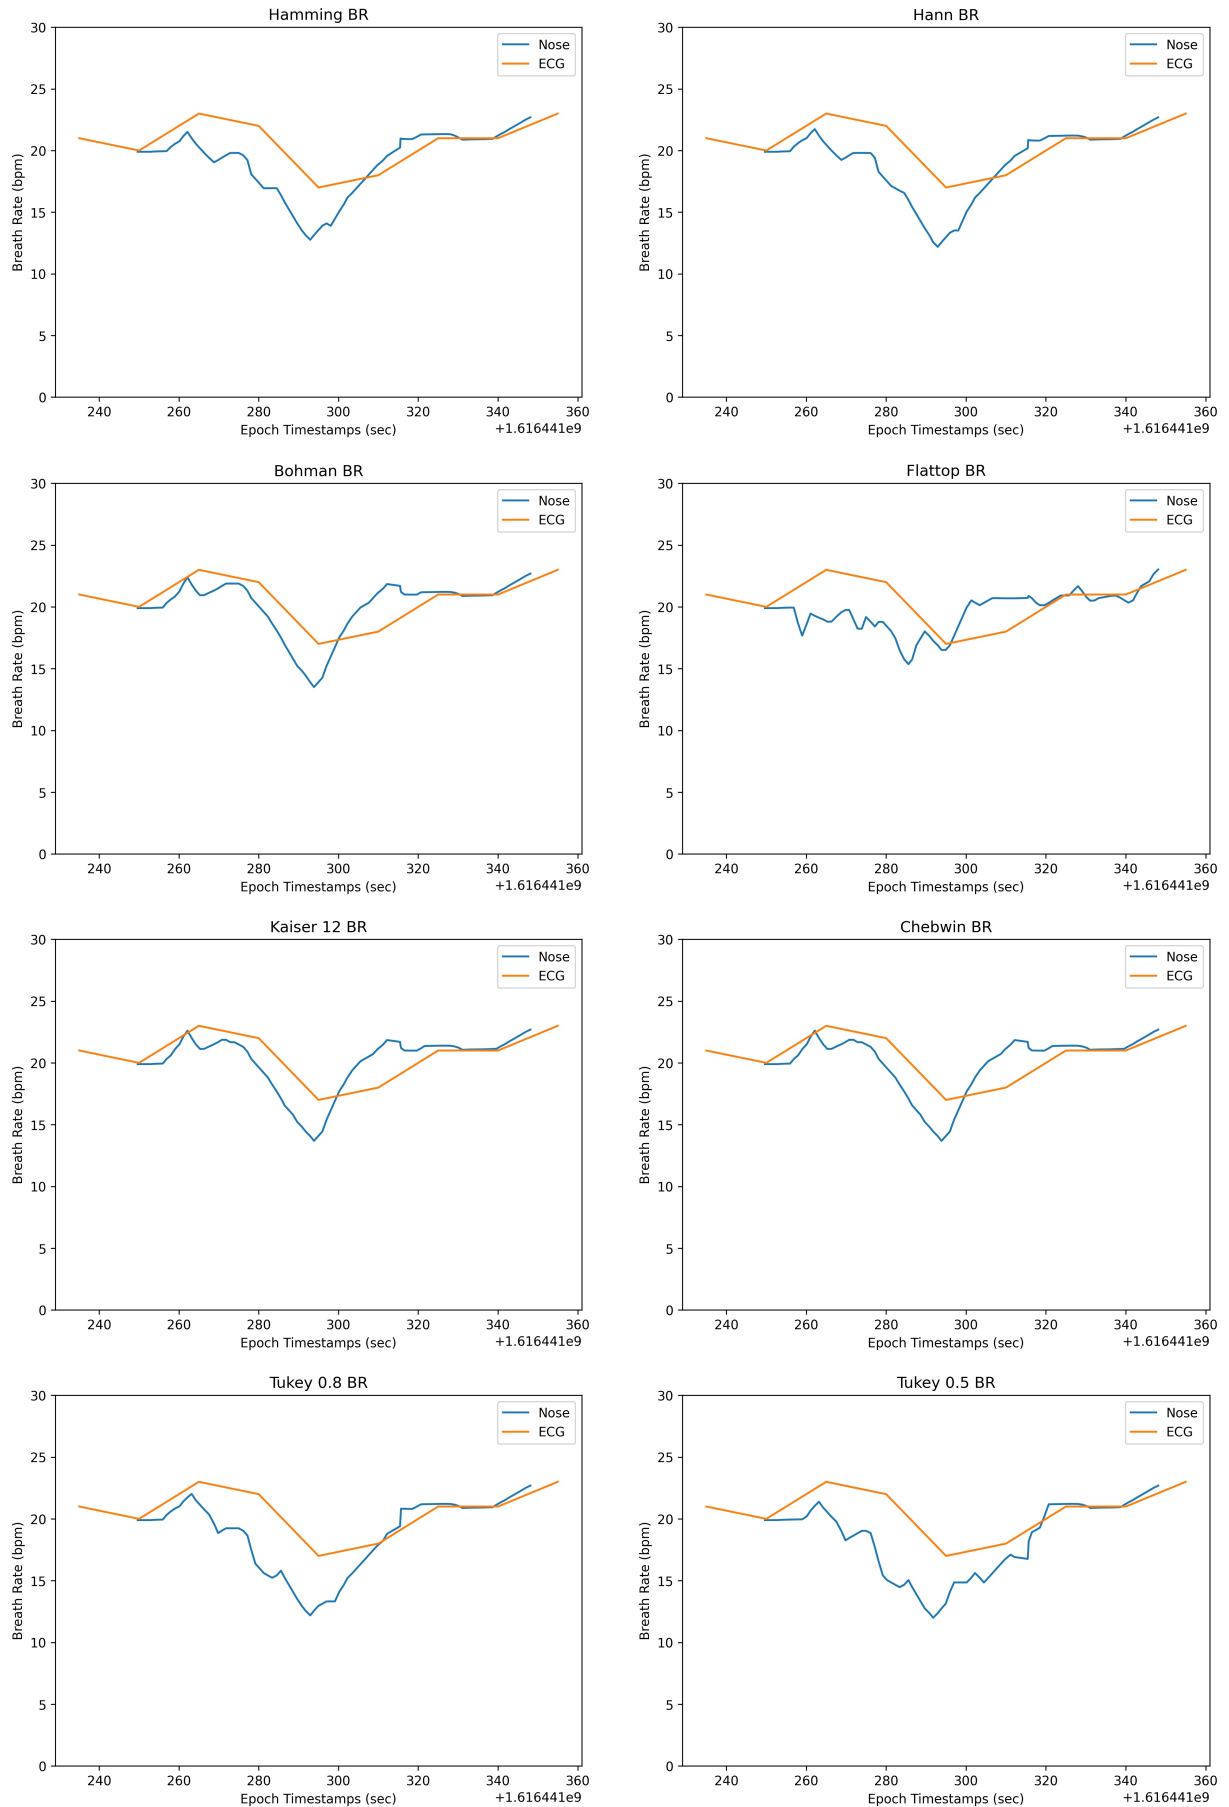 Hamming BR
30
25
20
15
10
5
0
Breath Rate (bpm)
Nose
ECG
240 260 280 300 320 340 360
Epoch Timestamps (sec)
+1.616441e9
Hann BR
30
25
20
15
10
5
0
Breath Rate (bpm)
Nose
ECG
240 260 280 300 320 340 360
Epoch Timestamps (sec)
+1.616441e9
Bohman BR
30
25
20
15
10
5
0
Breath Rate (bpm)
Nose
ECG
240 260 280 300 320 340 360
Epoch Timestamps (sec)
+1.616441e9
Flattop BR
30
25
20
15
10
5
0
Breath Rate (bpm)
Nose
ECG
240 260 280 300 320 340 360
Epoch Timestamps (sec)
+1.616441e9
Kaiser 12 BR
30
25
20
15
10
5
0
Breath Rate (bpm)
Nose
ECG
240 260 280 300 320 340 360
Epoch Timestamps (sec)
+1.616441e9
Chebwin BR
30
25
20
15
10
5
0
Breath Rate (bpm)
Nose
ECG
240 260 280 300 320 340 360
Epoch Timestamps (sec)
+1.616441e9
Tukey 0.8 BR
30
25
20
15
10
5
0
Breath Rate (bpm)
Nose
ECG
240 260 280 300 320 340 360
Epoch Timestamps (sec)
+1.616441e9
Tukey 0.5 BR
30
25
20
15
10
5
0
Breath Rate (bpm)
Nose
ECG
240 260 280 300 320 340 360
Epoch Timestamps (sec)
+1.616441e9